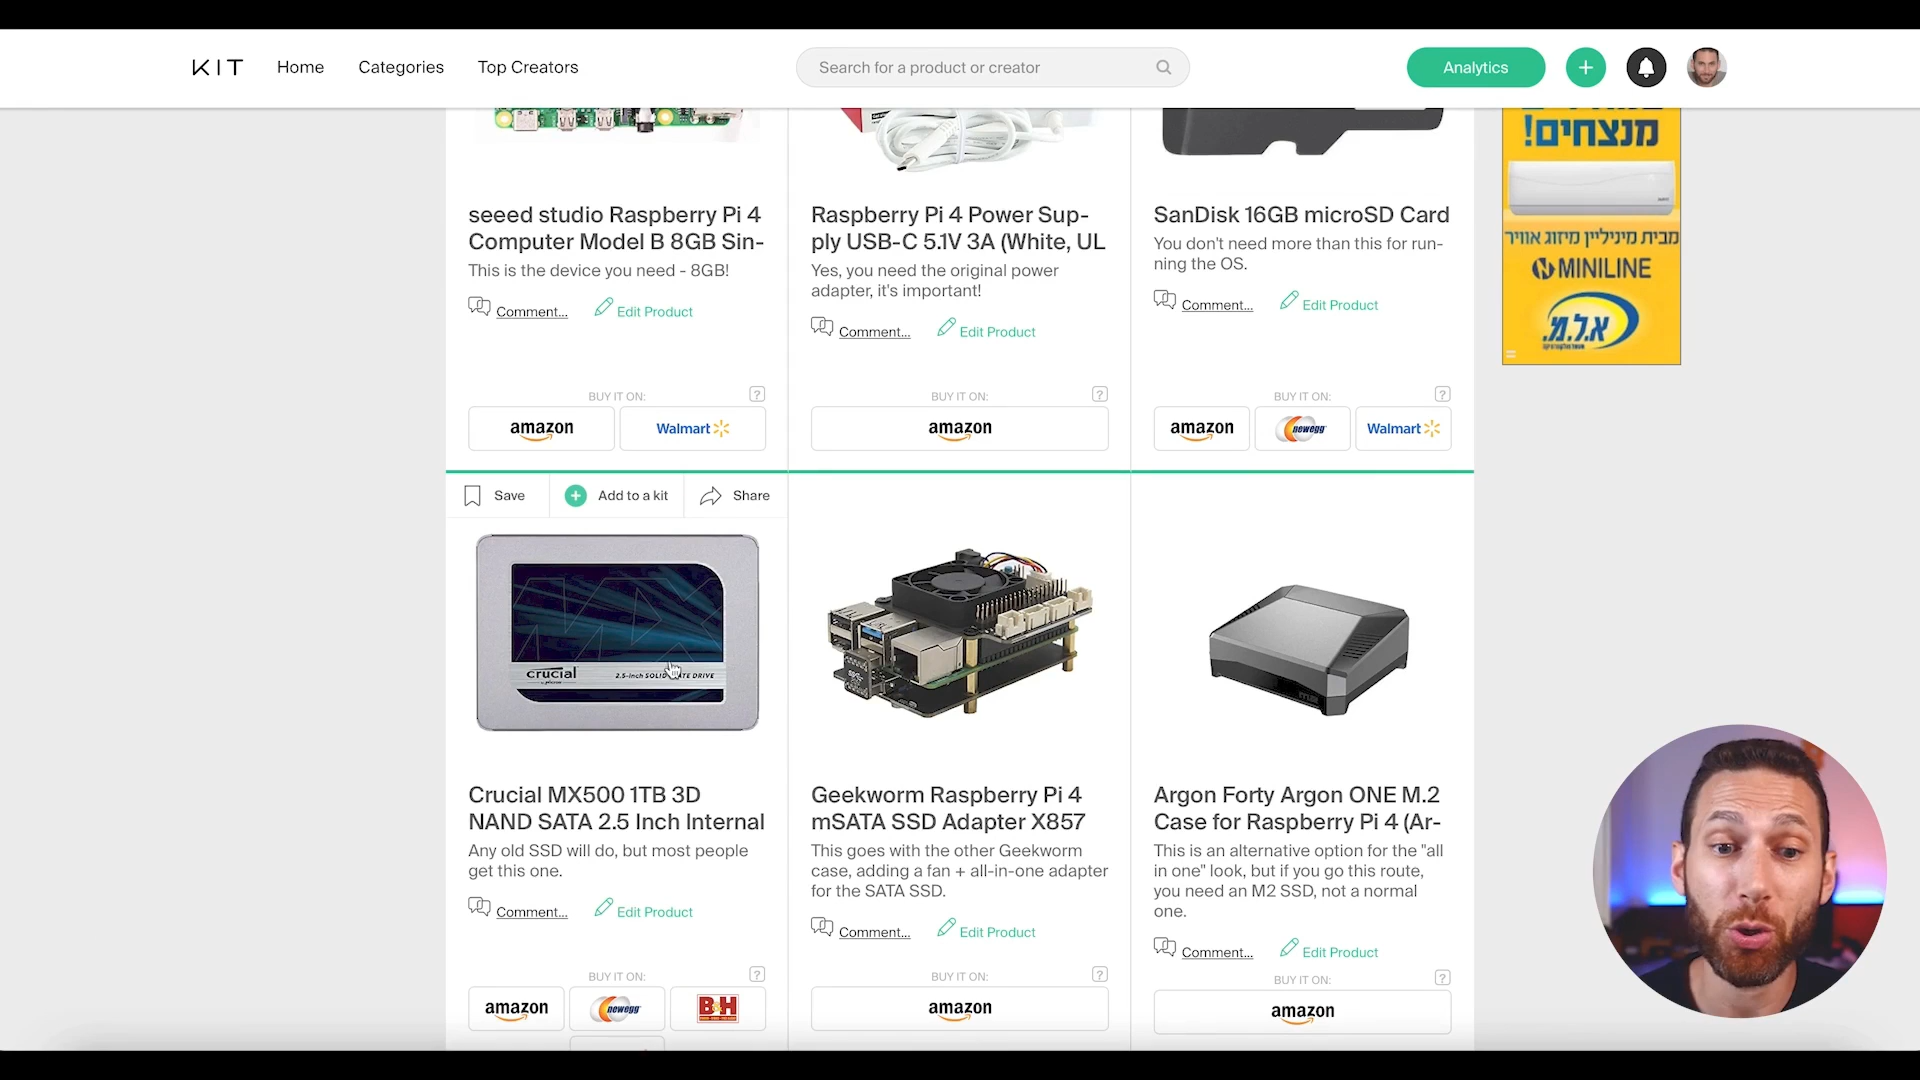 KIT
Home
Categories
Top Creators
Search for a product or creator
Analytics
מנצחים!
מבית מיניליין מיזוג אוויר
MINILINE
א.ל.מ.
seeed studio Raspberry Pi 4
Computer Model B 8GB Sin-
This is the device you need - 8GB!
Comment...
Edit Product
BUY IT ON:
?
amazon
Walmart
Raspberry Pi 4 Power Sup-
ply USB-C 5.1V 3A (White, UL
Yes, you need the original power
adapter, it's important!
Comment...
Edit Product
BUY IT ON:
?
amazon
SanDisk 16GB microSD Card
You don't need more than this for run-
ning the OS.
Comment...
Edit Product
BUY IT ON:
?
amazon
newegg
Walmart
Save
Add to a kit
Share
crucial
2.5-inch
Crucial MX500 1TB 3D
NAND SATA 2.5 Inch Internal
Any old SSD will do, but most people
get this one.
Comment...
Edit Product
BUY IT ON:
?
amazon
newegg
B&H
Geekworm Raspberry Pi 4
mSATA SSD Adapter X857
This goes with the other Geekworm
case, adding a fan + all-in-one adapter
for the SATA SSD.
Comment...
Edit Product
BUY IT ON:
?
amazon
Argon Forty Argon ONE M.2
Case for Raspberry Pi 4 (Ar-
This is an alternative option for the "all
in one" look, but if you go this route,
you need an M2 SSD, not a normal
one.
Comment...
Edit Product
BUY IT ON:
?
amazon